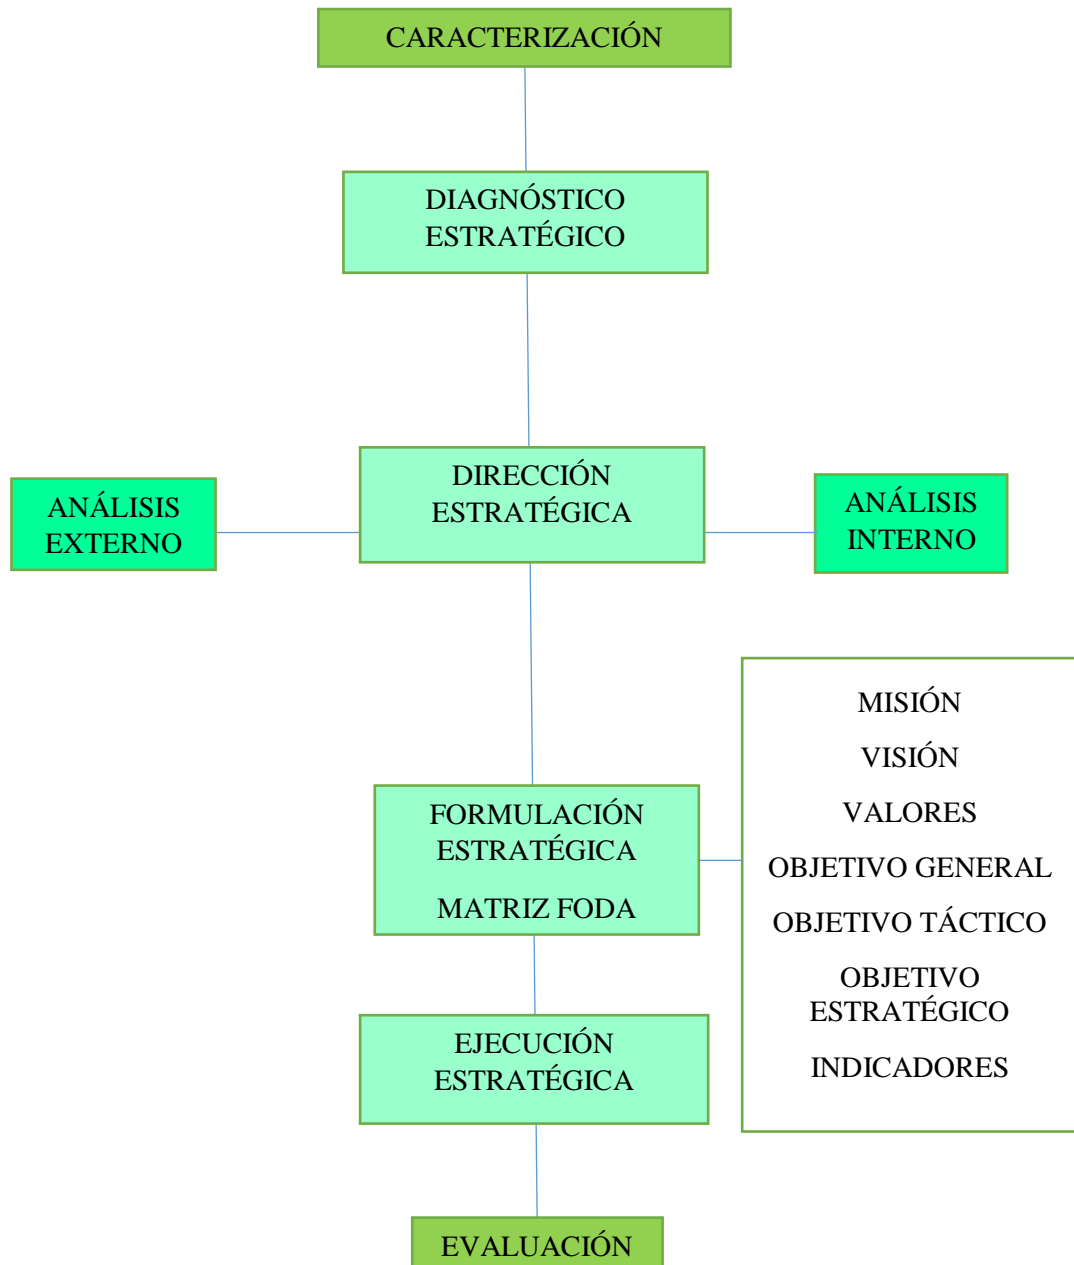 CARACTERIZACIÓN
DIAGNÓSTICO
ESTRATÉGICO
DIRECCIÓN
ESTRATÉGICA
ANÁLISIS
EXTERNO
ANÁLISIS
INTERNO
FORMULACIÓN
ESTRATÉGICA
MATRIZ FODA
MISIÓN
VISIÓN
VALORES
OBJETIVO GENERAL
OBJETIVO TÁCTICO
OBJETIVO
ESTRATÉGICO
INDICADORES
EJECUCIÓN
ESTRATÉGICA
EVALUACIÓN